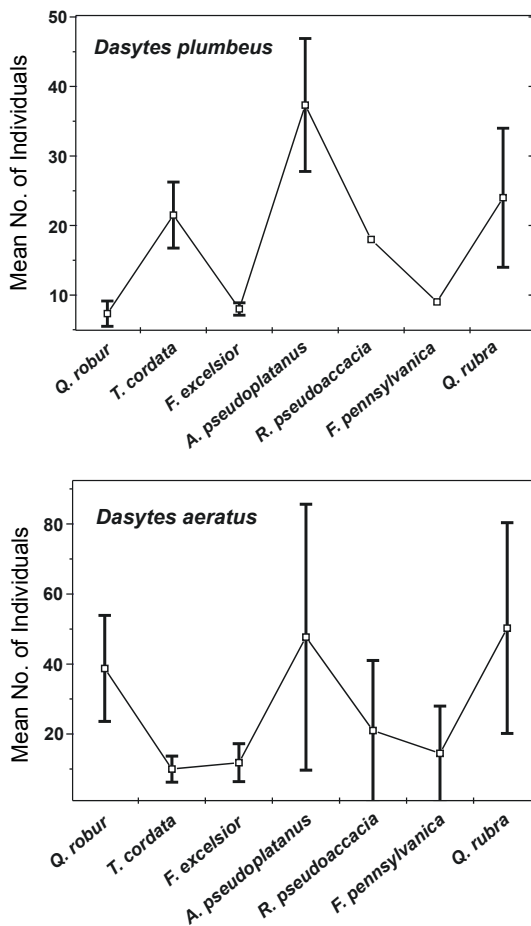 Dasytes plumbeus
Mean No. of Individuals
50
40
30
20
10
Q. robur
T. cordata
F. excelsior
A. pseudoplatanus
R. pseudoaccacia
F. pennsylvanica
Q. rubra
Dasytes aeratus
Mean No. of Individuals
80
60
40
20
Q. robur
T. cordata
F. excelsior
A. pseudoplatanus
R. pseudoaccacia
F. pennsylvanica
Q. rubra